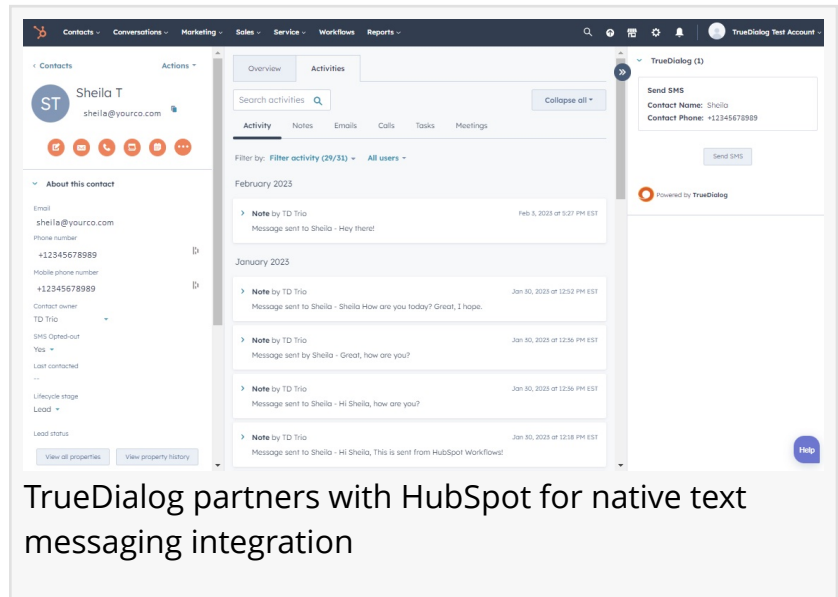 Contacts Conversations Marketing Sales Service Workflows Reports TrueDialog Test Account
< Contacts Actions
ST
Sheila T
sheila@yourco.com
About this contact
Email
sheila@yourco.com
Phone number
+12345678989
Mobile phone number
+12345678989
Contact owner
TD Trio
SMS Opted-out
Yes
Last contacted
--
Lifecycle stage
Lead
Lead status
View all properties View property history
Overview Activities
Search activities Collapse all
Activity Notes Emails Calls Tasks Meetings
Filter by: Filter activity (29/31) All users
February 2023
Note by TD Trio Feb 3, 2023 at 5:27 PM EST
Message sent to Sheila - Hey there!
January 2023
Note by TD Trio Jan 30, 2023 at 12:52 PM EST
Message sent to Sheila - Sheila How are you today? Great, I hope.
Note by TD Trio Jan 30, 2023 at 12:36 PM EST
Message sent by Sheila - Great, how are you?
Note by TD Trio Jan 30, 2023 at 12:36 PM EST
Message sent to Sheila - Hi Sheila, how are you?
Note by TD Trio Jan 30, 2023 at 12:18 PM EST
Message sent to Sheila - Hi Sheila, This is sent from HubSpot Workflows!
TrueDialog (1)
Send SMS
Contact Name: Sheila
Contact Phone: +12345678989
Send SMS
Powered by TrueDialog
Help
TrueDialog partners with HubSpot for native text
messaging integration